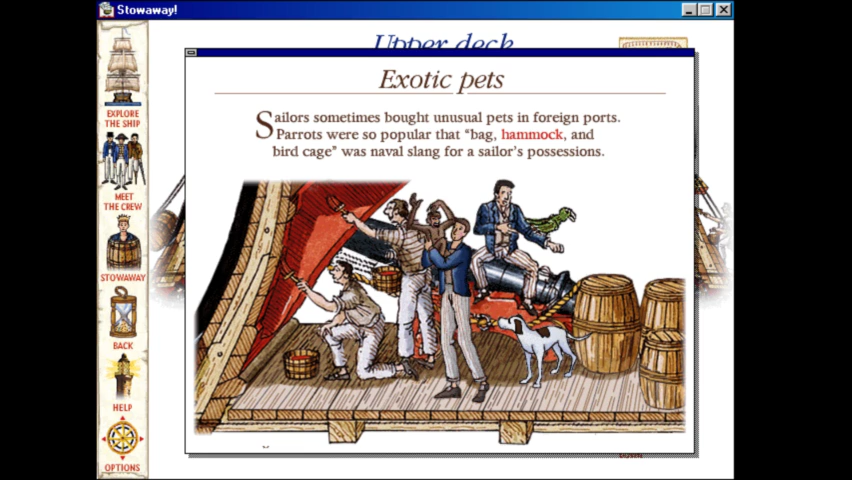 Stowaway!
Upper deck
EXPLORE
THE SHIP
MEET
THE CREW
STOWAWAY
BACK
HELP
OPTIONS
Exotic pets
Sailors sometimes bought unusual pets in foreign ports.
Parrots were so popular that “bag, hammock, and
bird cage” was naval slang for a sailor’s possessions.